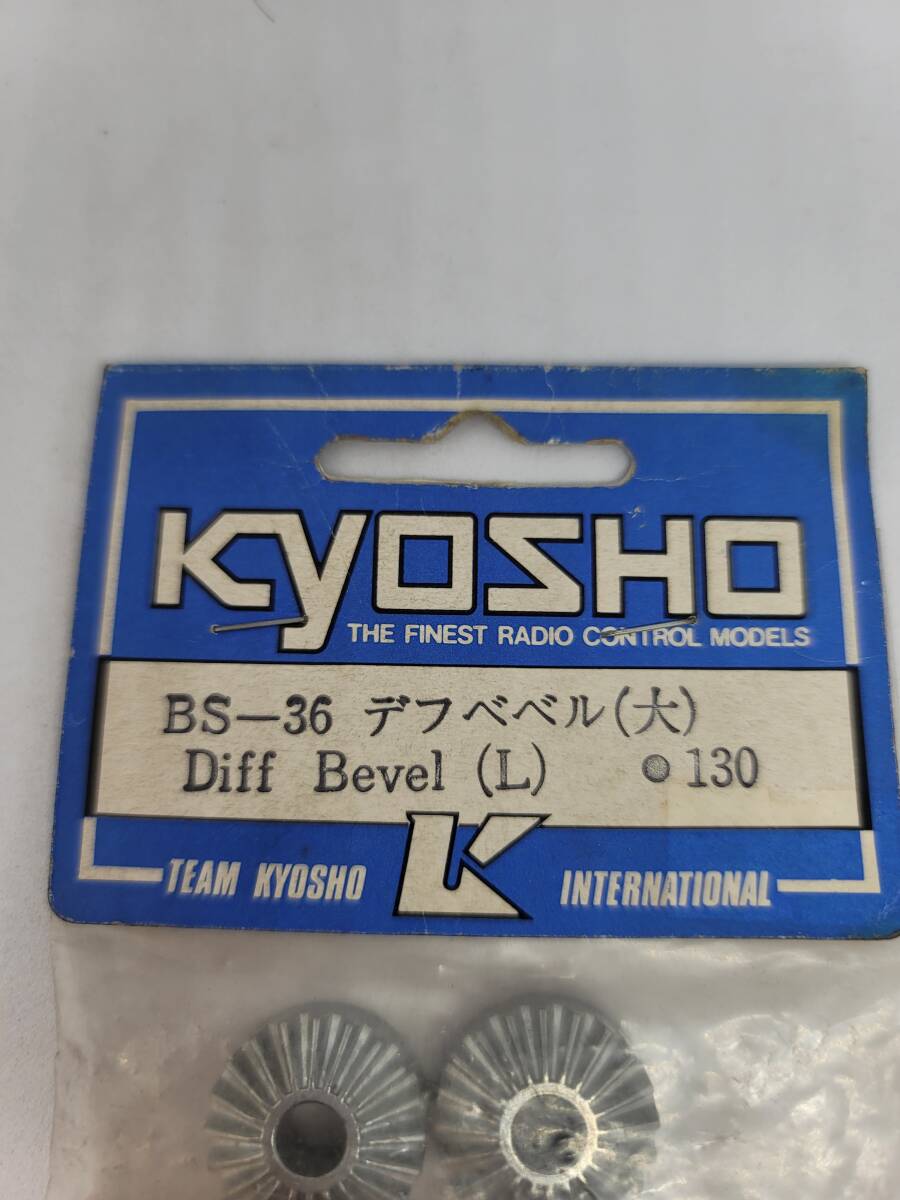 KYOSHO
THE FINEST RADIO CONTROL MODELS
BS-36 デフベベル(大)
Diff Bevel (L) ●130
TEAM KYOSHO K INTERNATIONAL